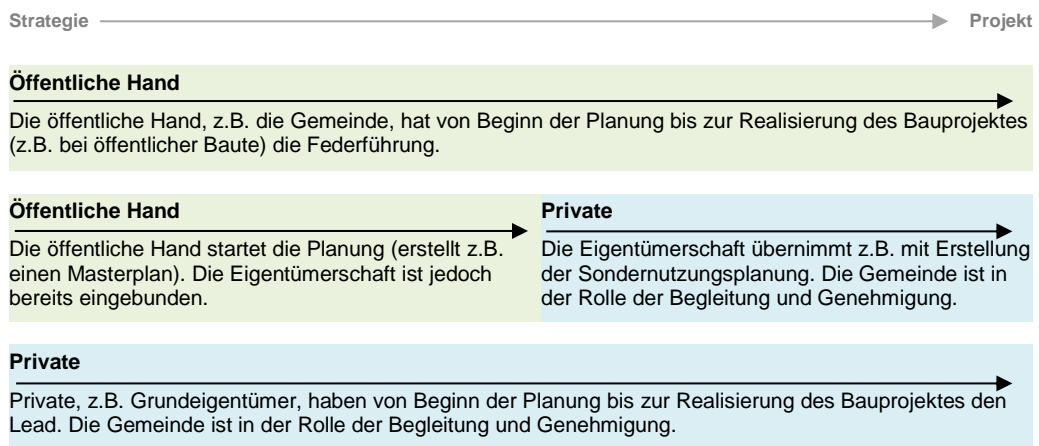 Strategie Projekt
Öffentliche Hand
Die öffentliche Hand, z.B. die Gemeinde, hat von Beginn der Planung bis zur Realisierung des Bauprojektes
(z.B. bei öffentlicher Baute) die Federführung.
Öffentliche Hand
Die öffentliche Hand startet die Planung (erstellt z.B.
einen Masterplan). Die Eigentümerschaft ist jedoch
bereits eingebunden.
Private
Die Eigentümerschaft übernimmt z.B. mit Erstellung
der Sondernutzungsplanung. Die Gemeinde ist in
der Rolle der Begleitung und Genehmigung.
Private
Private, z.B. Grundeigentümer, haben von Beginn der Planung bis zur Realisierung des Bauprojektes den
Lead. Die Gemeinde ist in der Rolle der Begleitung und Genehmigung.